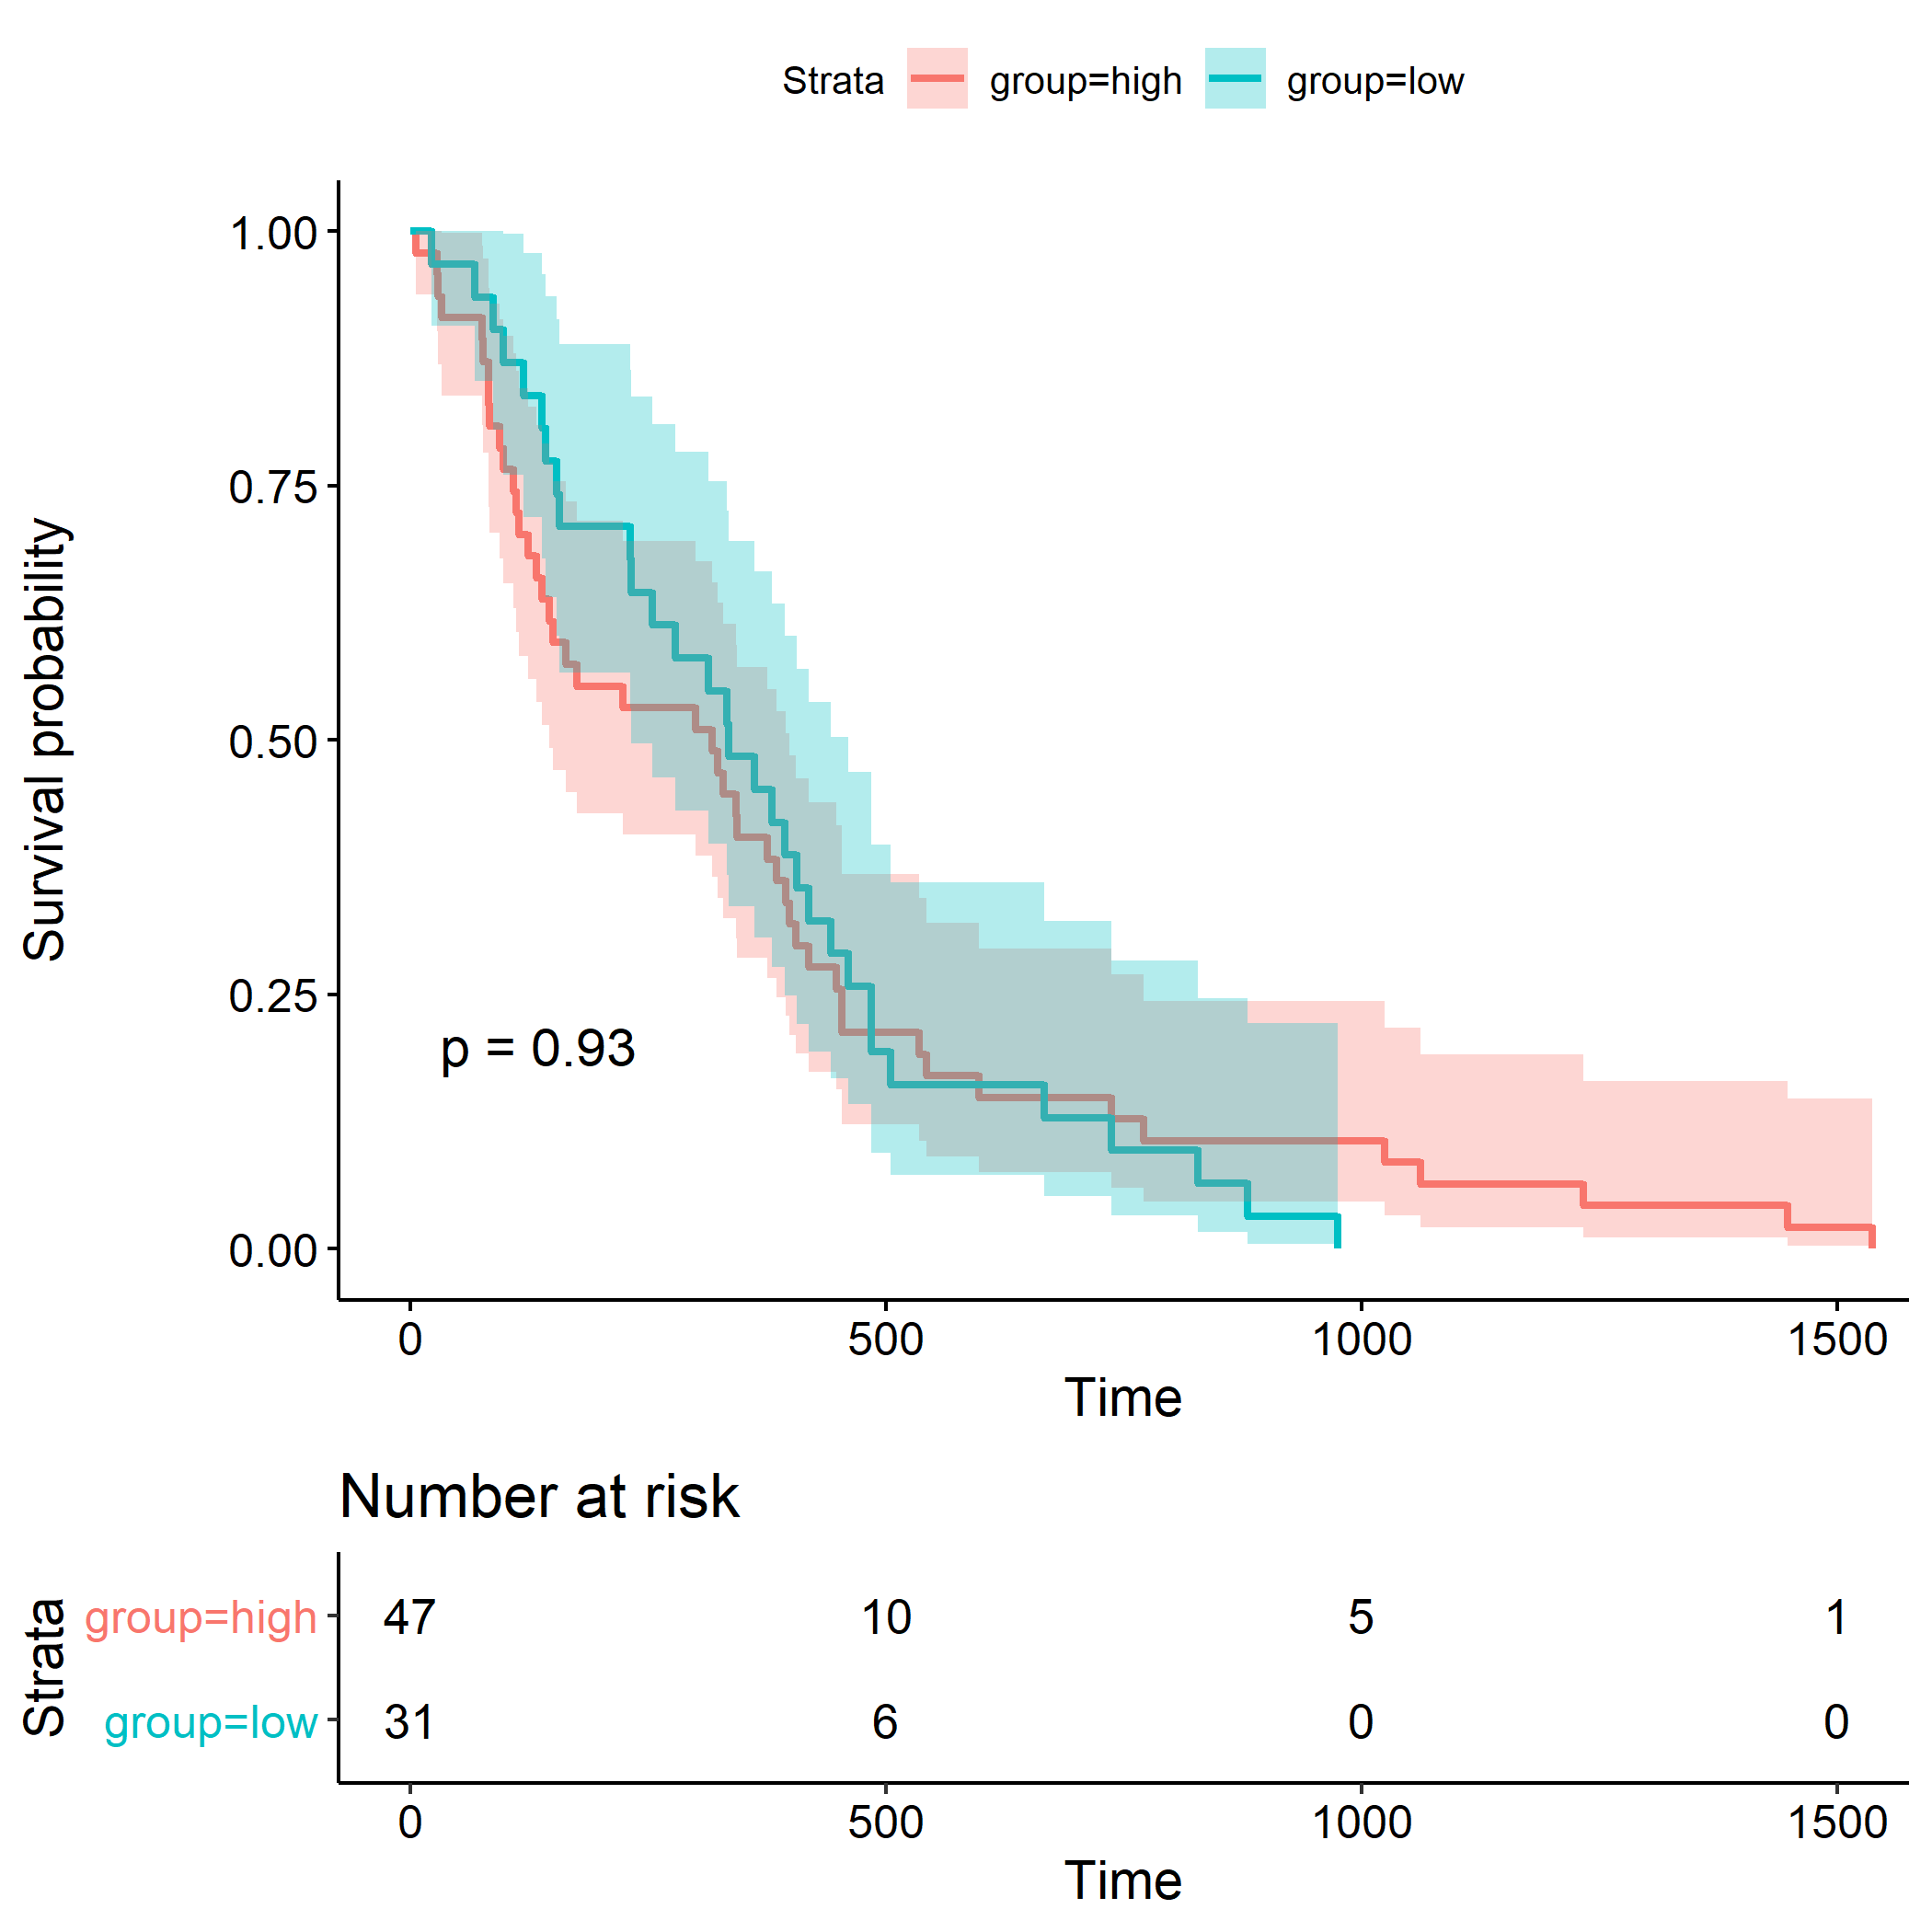 Strata group=high group=low
1.00
0.75
0.50
0.25
0.00
Survival probability
p = 0.93
0 500 1000 1500
Time
Number at risk
Strata
group=high 47 10 5 1
group=low 31 6 0 0
0 500 1000 1500
Time